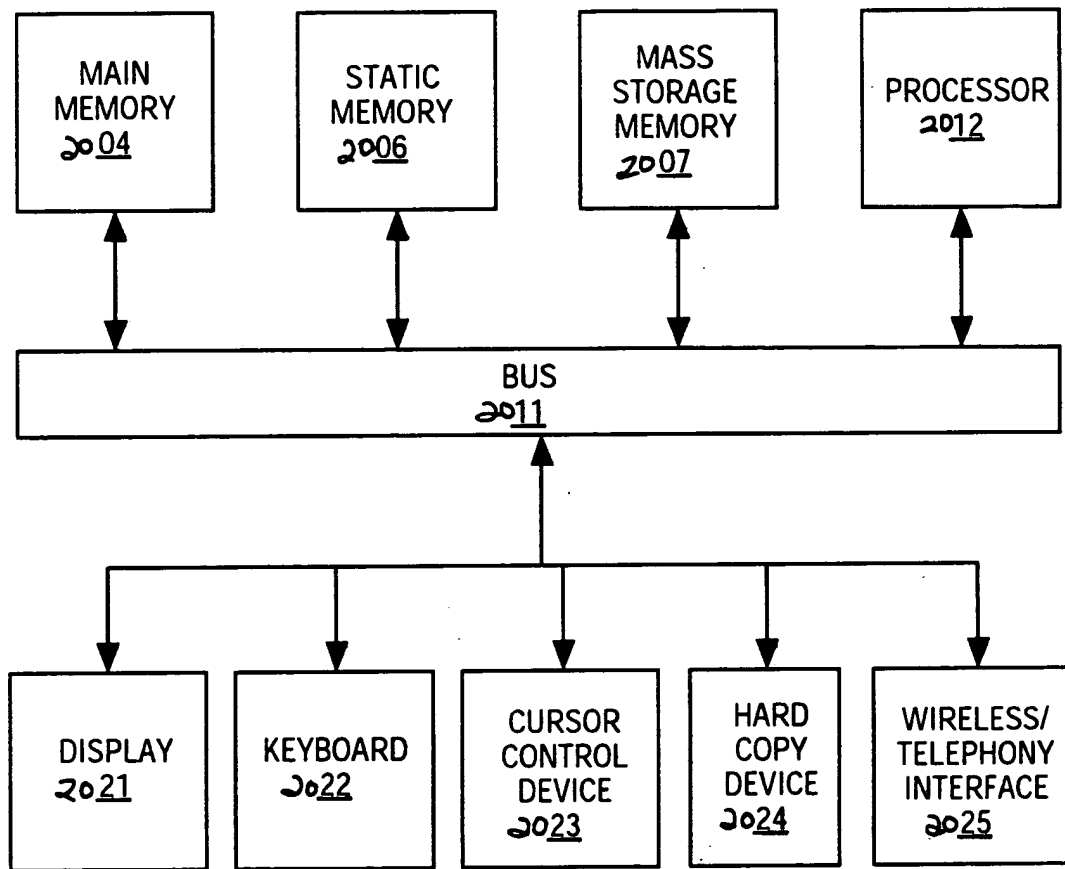 MAIN
MEMORY
2004
STATIC
MEMORY
2006
MASS
STORAGE
MEMORY
2007
PROCESSOR
2012
BUS
2011
DISPLAY
2021
KEYBOARD
2022
CURSOR
CONTROL
DEVICE
2023
HARD
COPY
DEVICE
2024
WIRELESS/
TELEPHONY
INTERFACE
2025